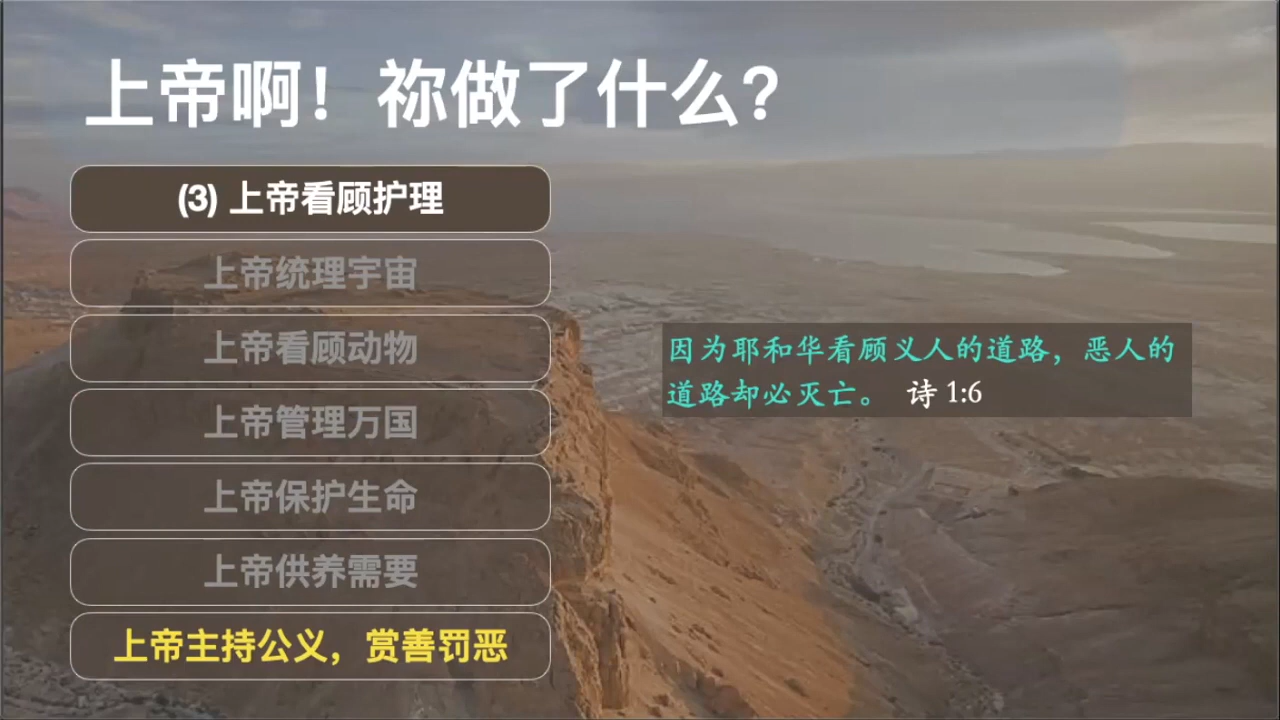 上帝啊！祢做了什么？
(3) 上帝看顾护理
上帝统理宇宙
上帝看顾动物
上帝管理万国
上帝保护生命
上帝供养需要
上帝主持公义，赏善罚恶
因为耶和华看顾义人的道路，恶人的
道路却必灭亡。 诗 1:6